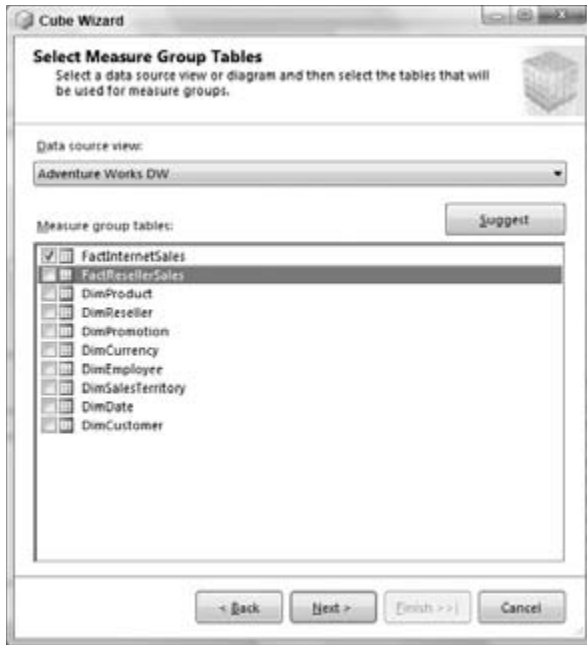 Cube Wizard
Select Measure Group Tables
Select a data source view or diagram and then select the tables that will
be used for measure groups.
Data source view:
Adventure Works DW
Measure group tables:
Suggest
FactInternetSales
FactResellerSales
DimProduct
DimReseller
DimPromotion
DimCurrency
DimEmployee
DimSalesTerritory
DimDate
DimCustomer
< Back
Next >
Finish >>|
Cancel